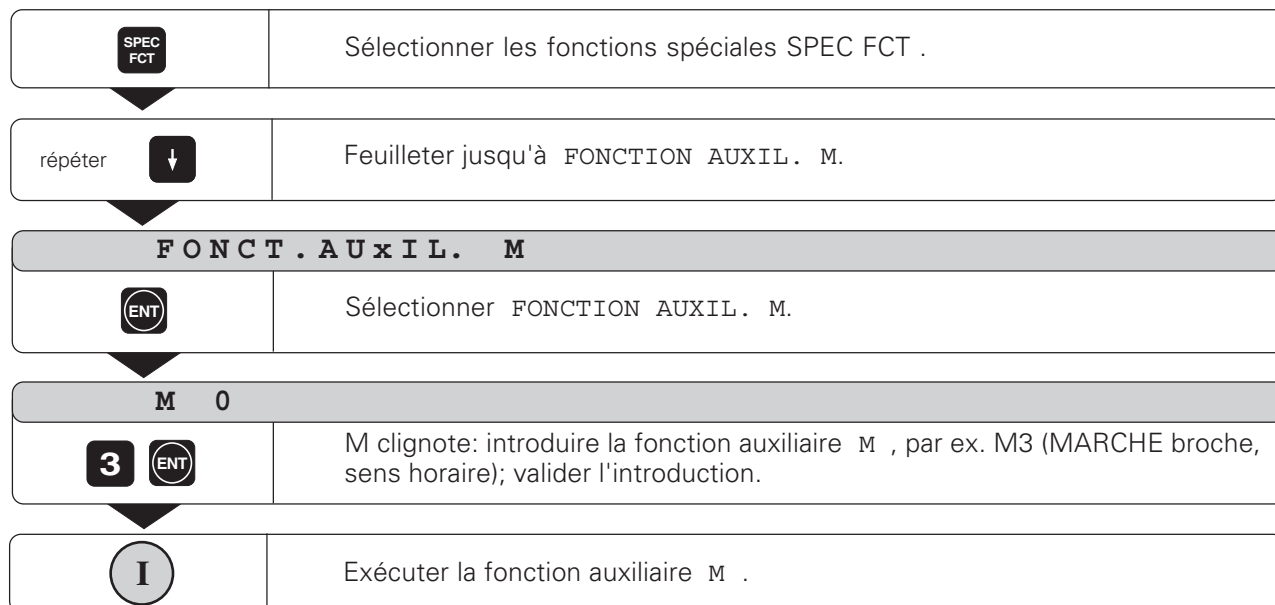 SPEC
FCT
Sélectionner les fonctions spéciales SPEC FCT .
répéter
Feuilleter jusqu'à FONCTION AUXIL. M.
FONCT.AUxIL. M
ENT
Sélectionner FONCTION AUXIL. M.
M 0
3 ENT
M clignote: introduire la fonction auxiliaire M , par ex. M3 (MARCHE broche,
sens horaire); valider l'introduction.
I
Exécuter la fonction auxiliaire M .